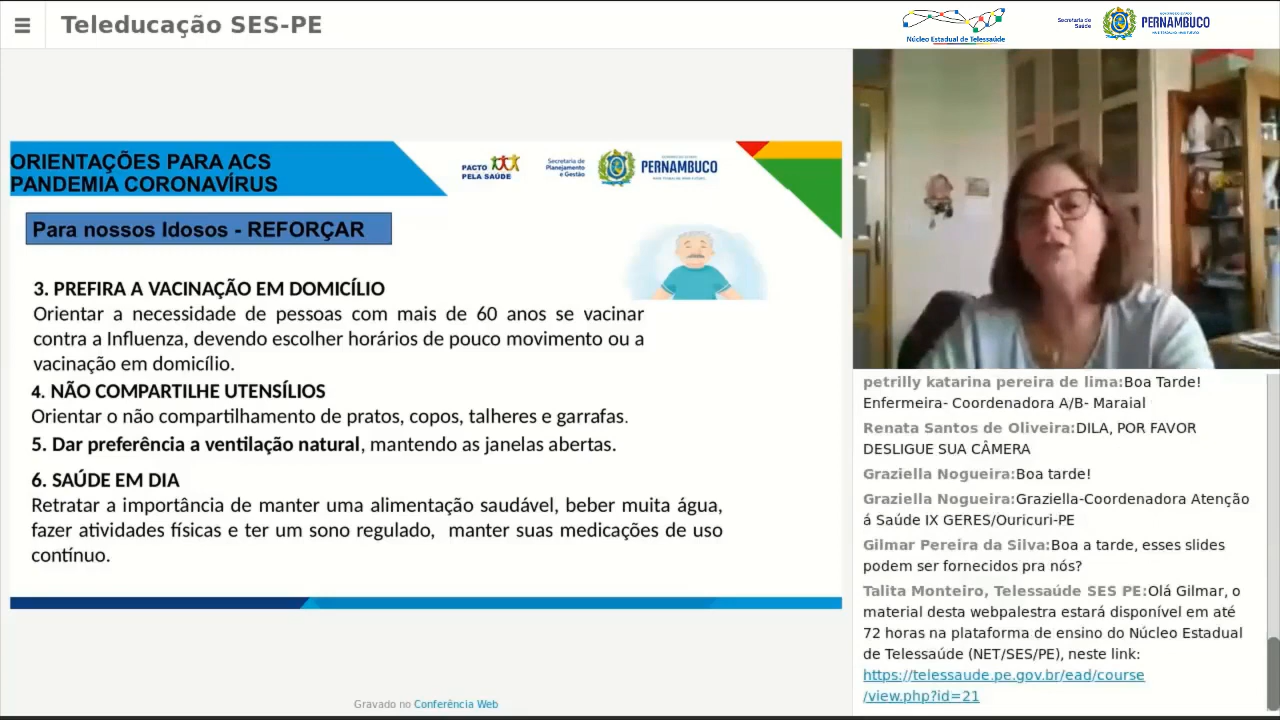 Teleducação SES-PE
Núcleo Estadual de Telessaúde
Secretaria de
Saúde
PERNAMBUCO
ORIENTAÇÕES PARA ACS
PANDEMIA CORONAVÍRUS
PACTO
PELA SAÚDE
Secretaria de
Planejamento
e Gestão
PERNAMBUCO
Para nossos Idosos - REFORÇAR
3. PREFIRA A VACINAÇÃO EM DOMICÍLIO
Orientar a necessidade de pessoas com mais de 60 anos se vacinar
contra a Influenza, devendo escolher horários de pouco movimento ou a
vacinação em domicílio.
4. NÃO COMPARTILHE UTENSÍLIOS
Orientar o não compartilhamento de pratos, copos, talheres e garrafas.
5. Dar preferência a ventilação natural, mantendo as janelas abertas.
6. SAÚDE EM DIA
Retratar a importância de manter uma alimentação saudável, beber muita água,
fazer atividades físicas e ter um sono regulado, manter suas medicações de uso
contínuo.
Gravado no Conferência Web
petrilly katarina pereira de lima:Boa Tarde!
Enfermeira- Coordenadora A/B- Maraial
Renata Santos de Oliveira:DILA, POR FAVOR
DESLIGUE SUA CÂMERA
Graziella Nogueira:Boa tarde!
Graziella Nogueira:Graziella-Coordenadora Atenção
á Saúde IX GERES/Ouricuri-PE
Gilmar Pereira da Silva:Boa a tarde, esses slides
podem ser fornecidos pra nós?
Talita Monteiro, Telessaúde SES PE:Olá Gilmar, o
material desta webpalestra estará disponível em até
72 horas na plataforma de ensino do Núcleo Estadual
de Telessaúde (NET/SES/PE), neste link:
https://telessaude.pe.gov.br/ead/course
/view.php?id=21